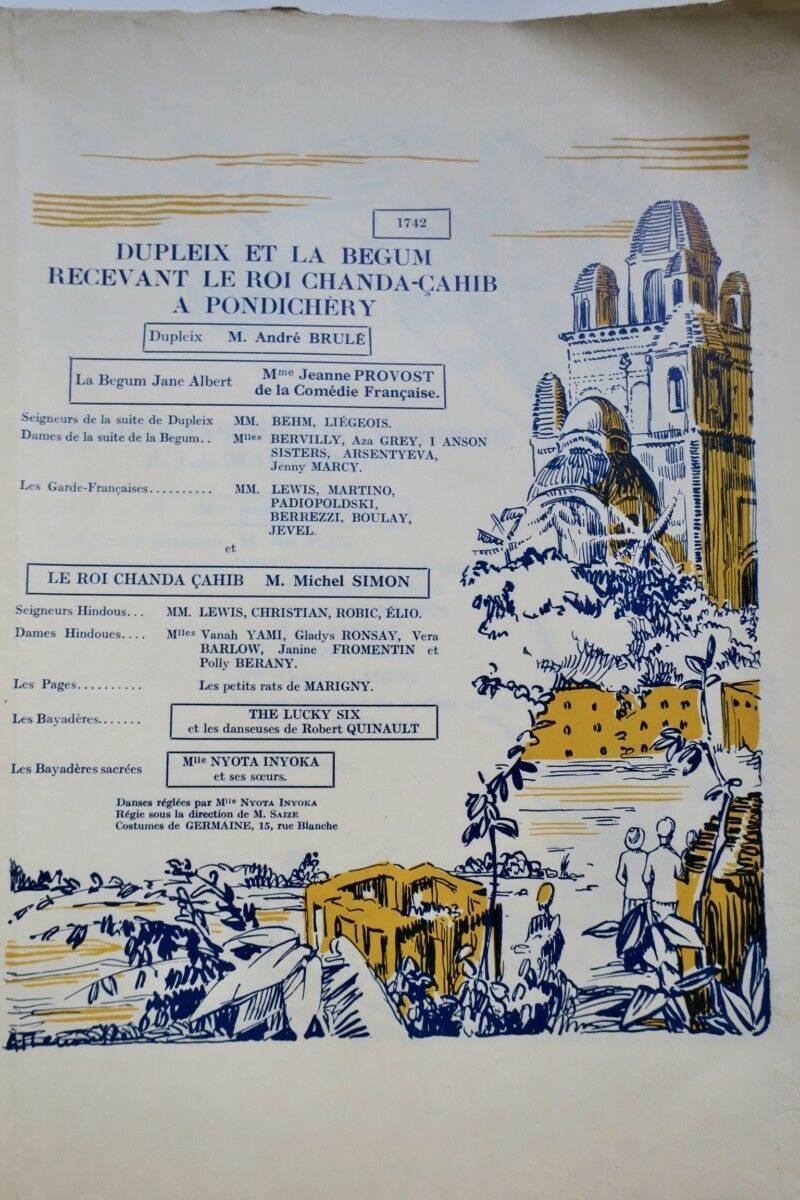 1742
DUPLEIX ET LA BEGUM
RECEVANT LE ROI CHANDA-ÇAHIB
A PONDICHÉRY
Dupleix M. André BRULÉ
La Begum Jane Albert Mme Jeanne PROVOST
de la Comédie Française.
Seigneurs de la suite de Dupleix MM. BEHM, LIÉGEOIS.
Dames de la suite de la Begum.. Mlles BERVILLY, Aza GREY, I ANSON
SISTERS, ARSENTYEVA,
Jenny MARCY.
Les Garde-Françaises.......... MM. LEWIS, MARTINO,
PADIOPOLDSKI,
BERREZZI, BOULAY,
JEVEL.
et
LE ROI CHANDA ÇAHIB M. Michel SIMON
Seigneurs Hindous... MM. LEWIS, CHRISTIAN, ROBIC, ÉLIO.
Dames Hindoues.... Mlles Vanah YAMI, Gladys RONSAY, Vera
BARLOW, Janine FROMENTIN et
Polly BERANY.
Les Pages.......... Les petits rats de MARIGNY.
Les Bayadères....... THE LUCKY SIX
et les danseuses de Robert QUINAULT
Les Bayadères sacrées Mlle NYOTA INYOKA
et ses sœurs.
Danses réglées par Mlle NYOTA INYOKA
Régie sous la direction de M. SAIZE
Costumes de GERMAINE, 15, rue Blanche